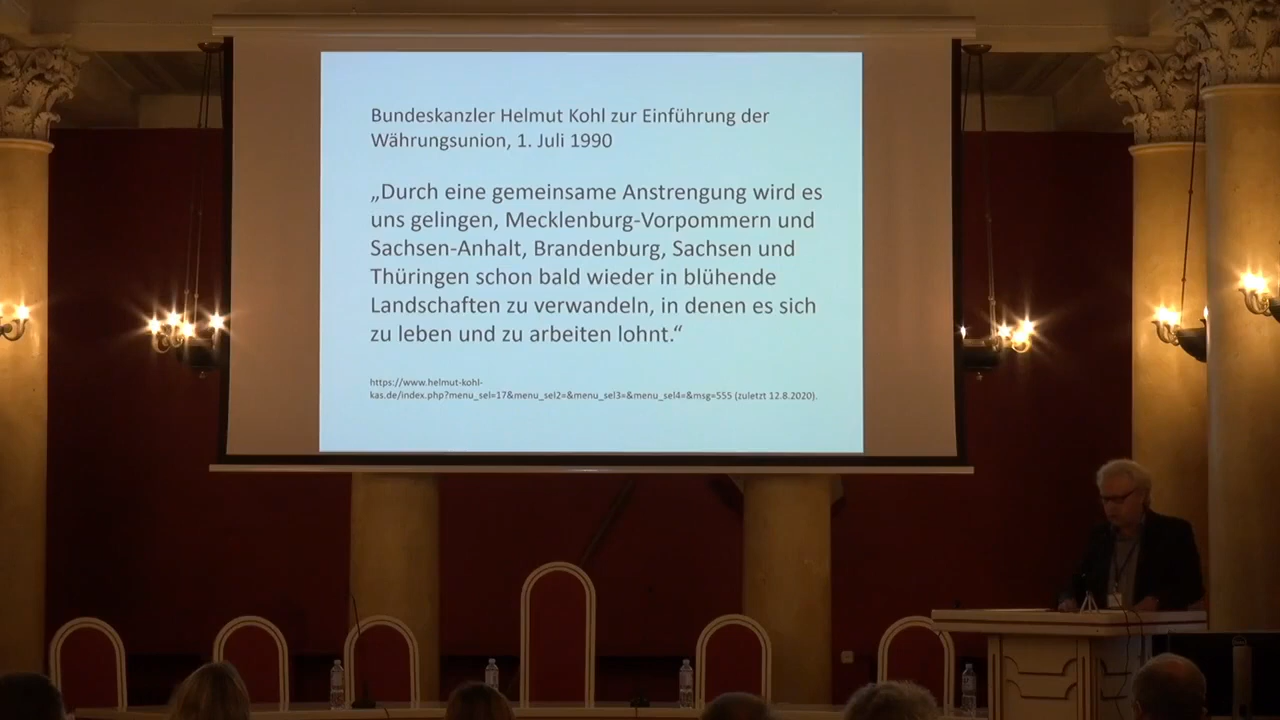 Bundeskanzler Helmut Kohl zur Einführung der
Währungsunion, 1. Juli 1990
„Durch eine gemeinsame Anstrengung wird es
uns gelingen, Mecklenburg-Vorpommern und
Sachsen-Anhalt, Brandenburg, Sachsen und
Thüringen schon bald wieder in blühende
Landschaften zu verwandeln, in denen es sich
zu leben und zu arbeiten lohnt.“
https://www.helmut-kohl-
kas.de/index.php?menu_sel=17&menu_sel2=&menu_sel3=&menu_sel4=&msg=555 (zuletzt 12.8.2020).